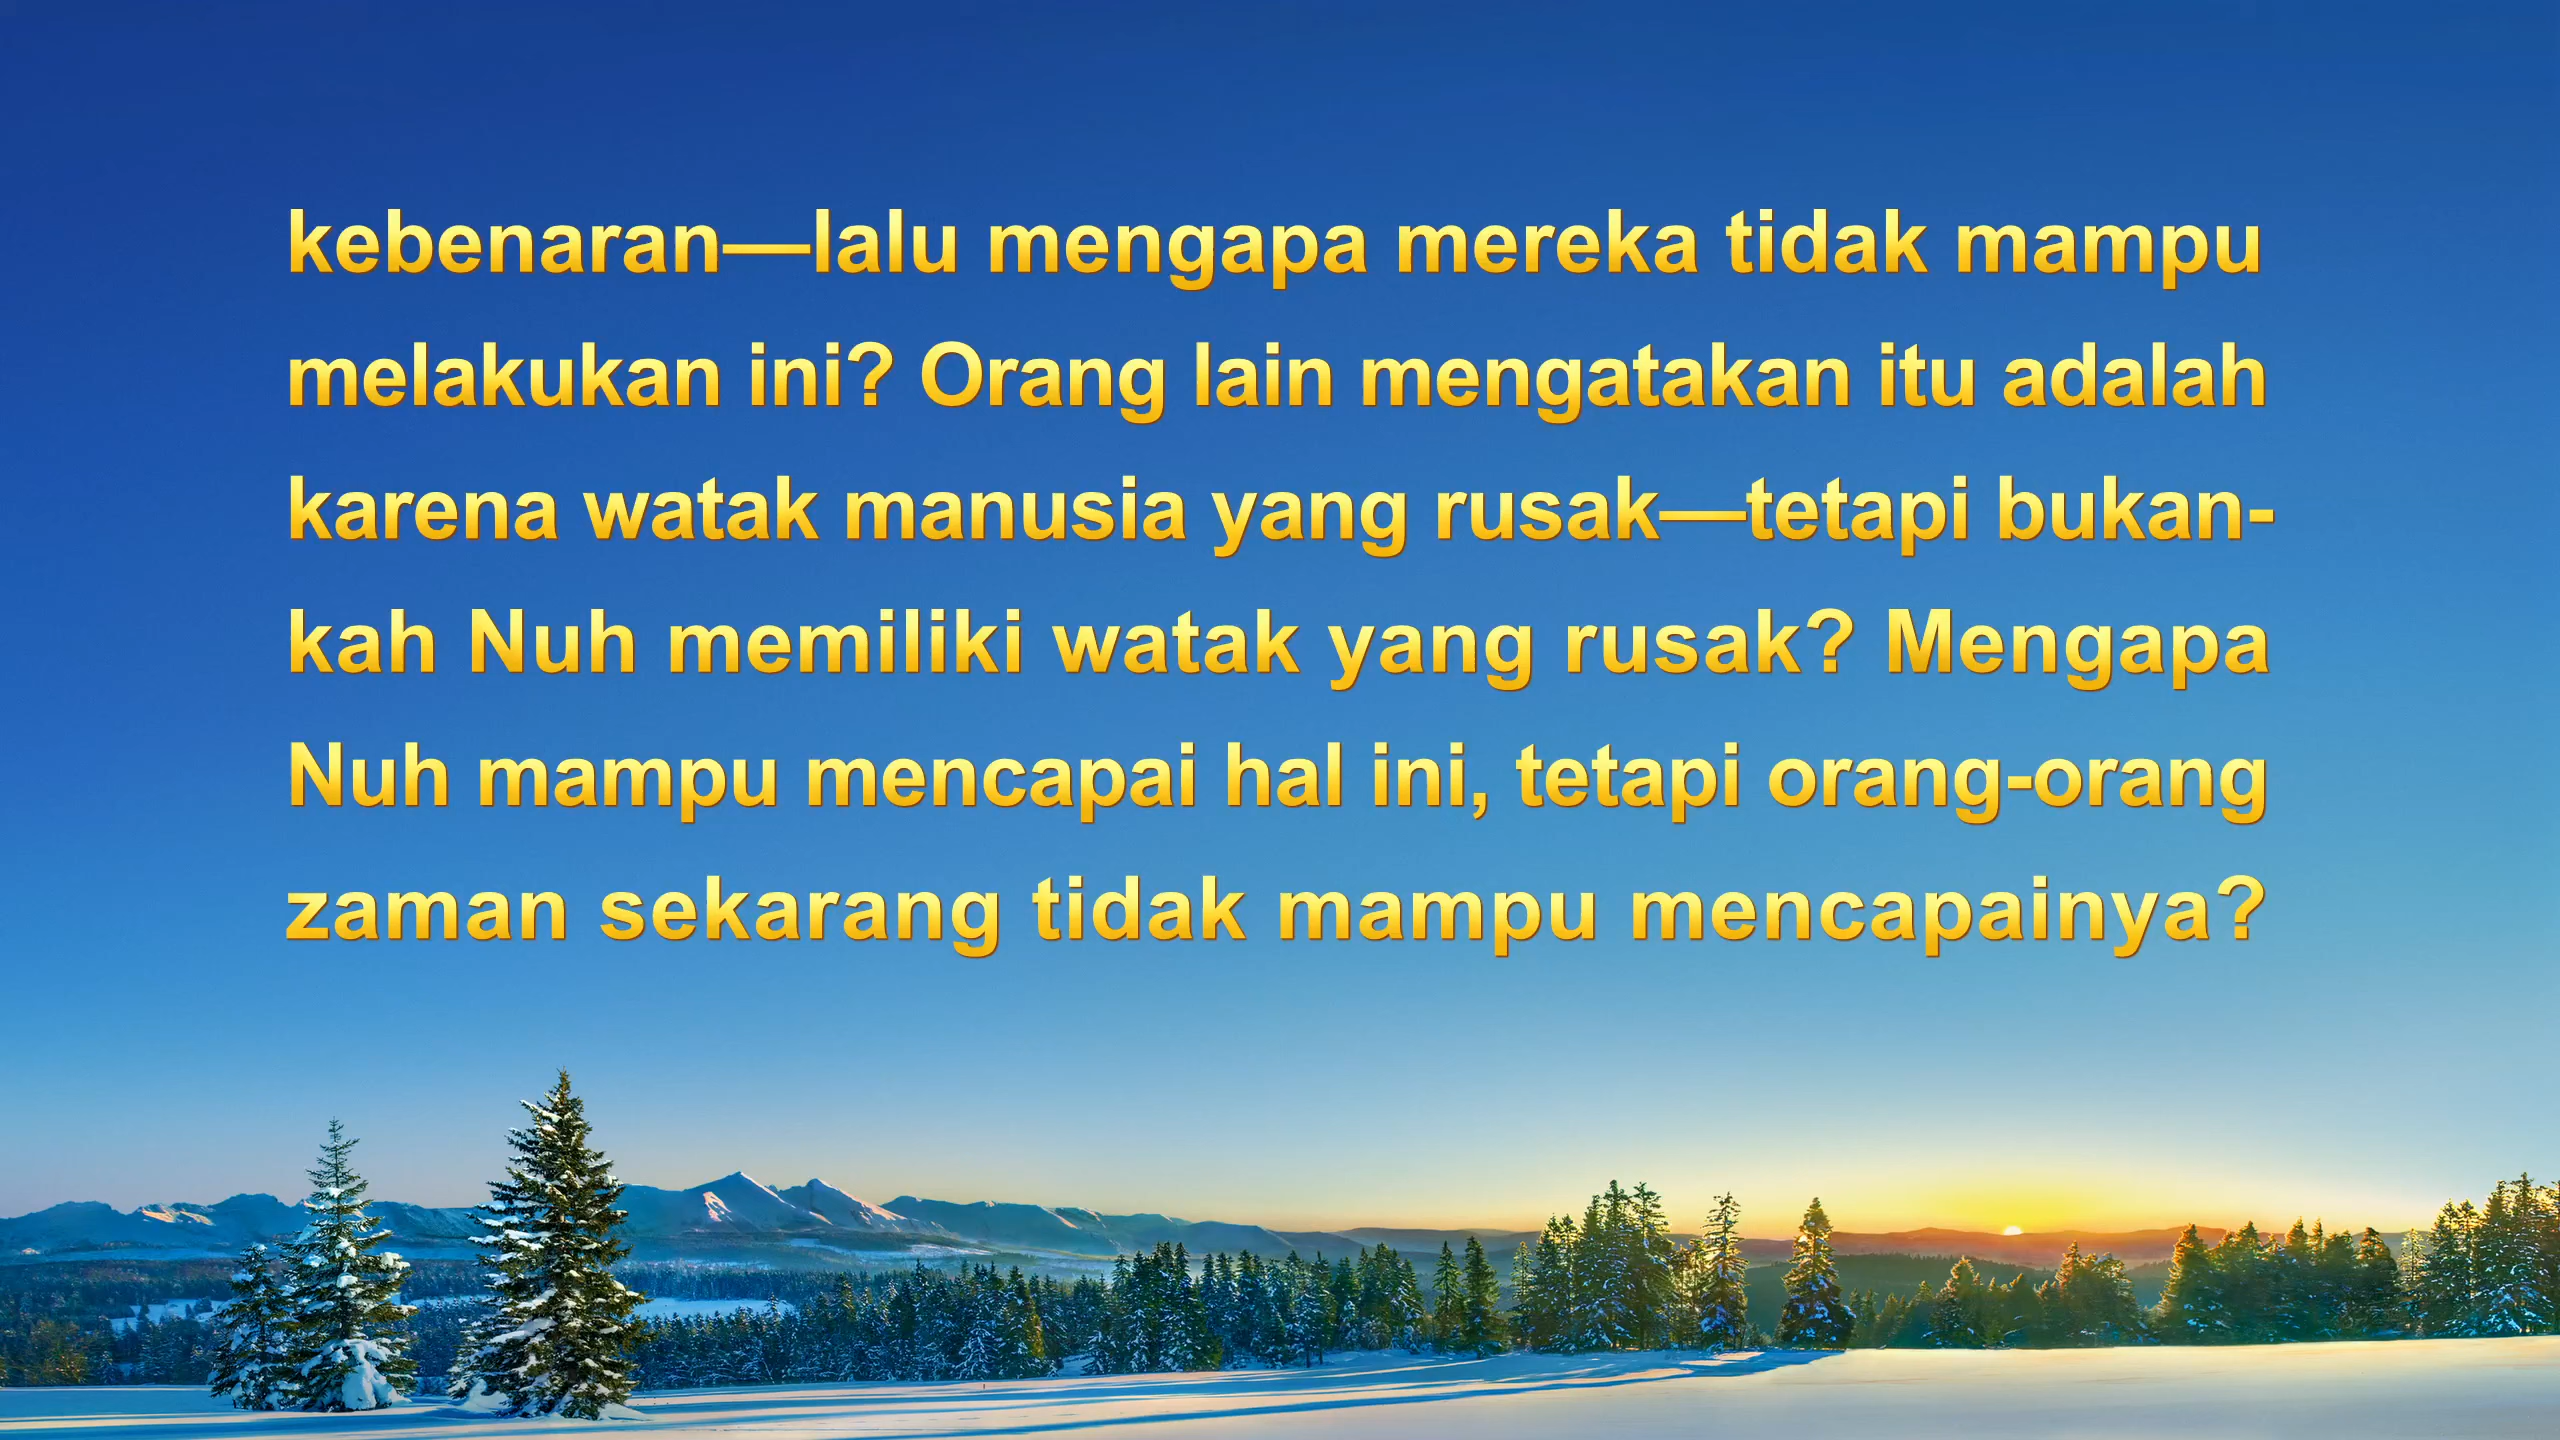 kebenaran—lalu mengapa mereka tidak mampu
melakukan ini? Orang lain mengatakan itu adalah
karena watak manusia yang rusak—tetapi bukan-
kah Nuh memiliki watak yang rusak? Mengapa
Nuh mampu mencapai hal ini, tetapi orang-orang
zaman sekarang tidak mampu mencapainya?